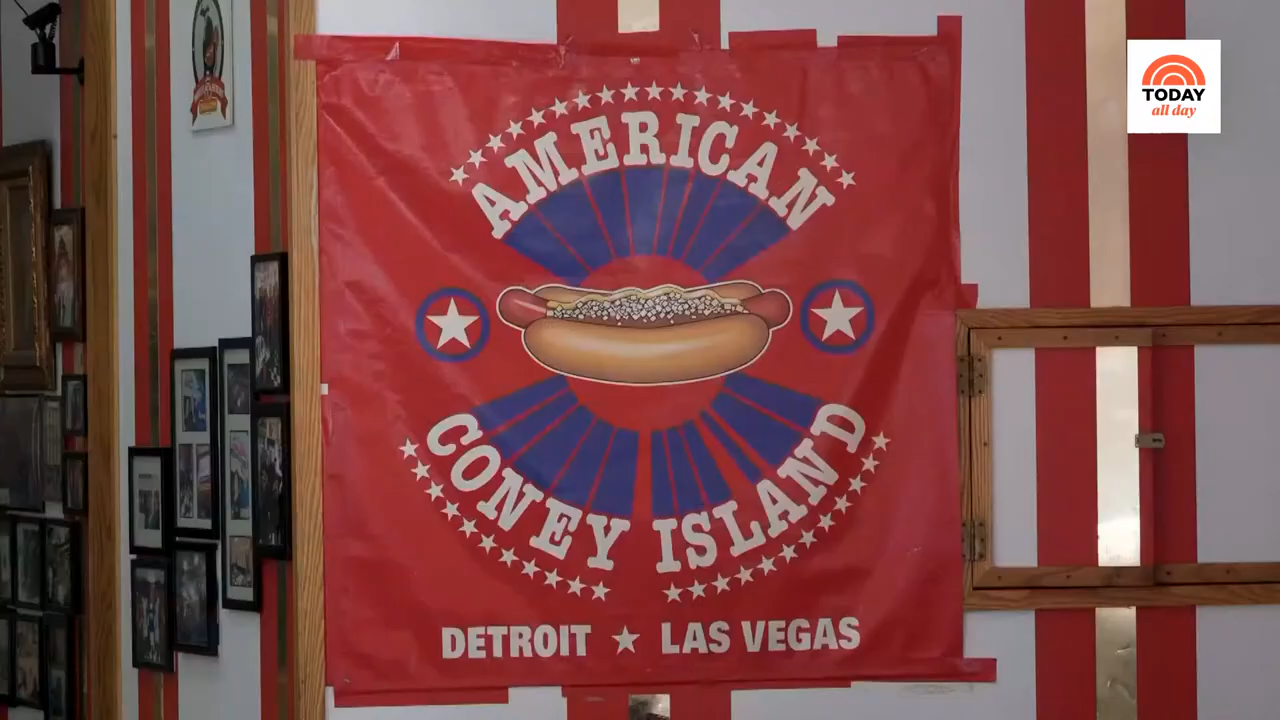 TODAY
all day
AMERICAN
CONEY ISLAND
DETROIT ★ LAS VEGAS